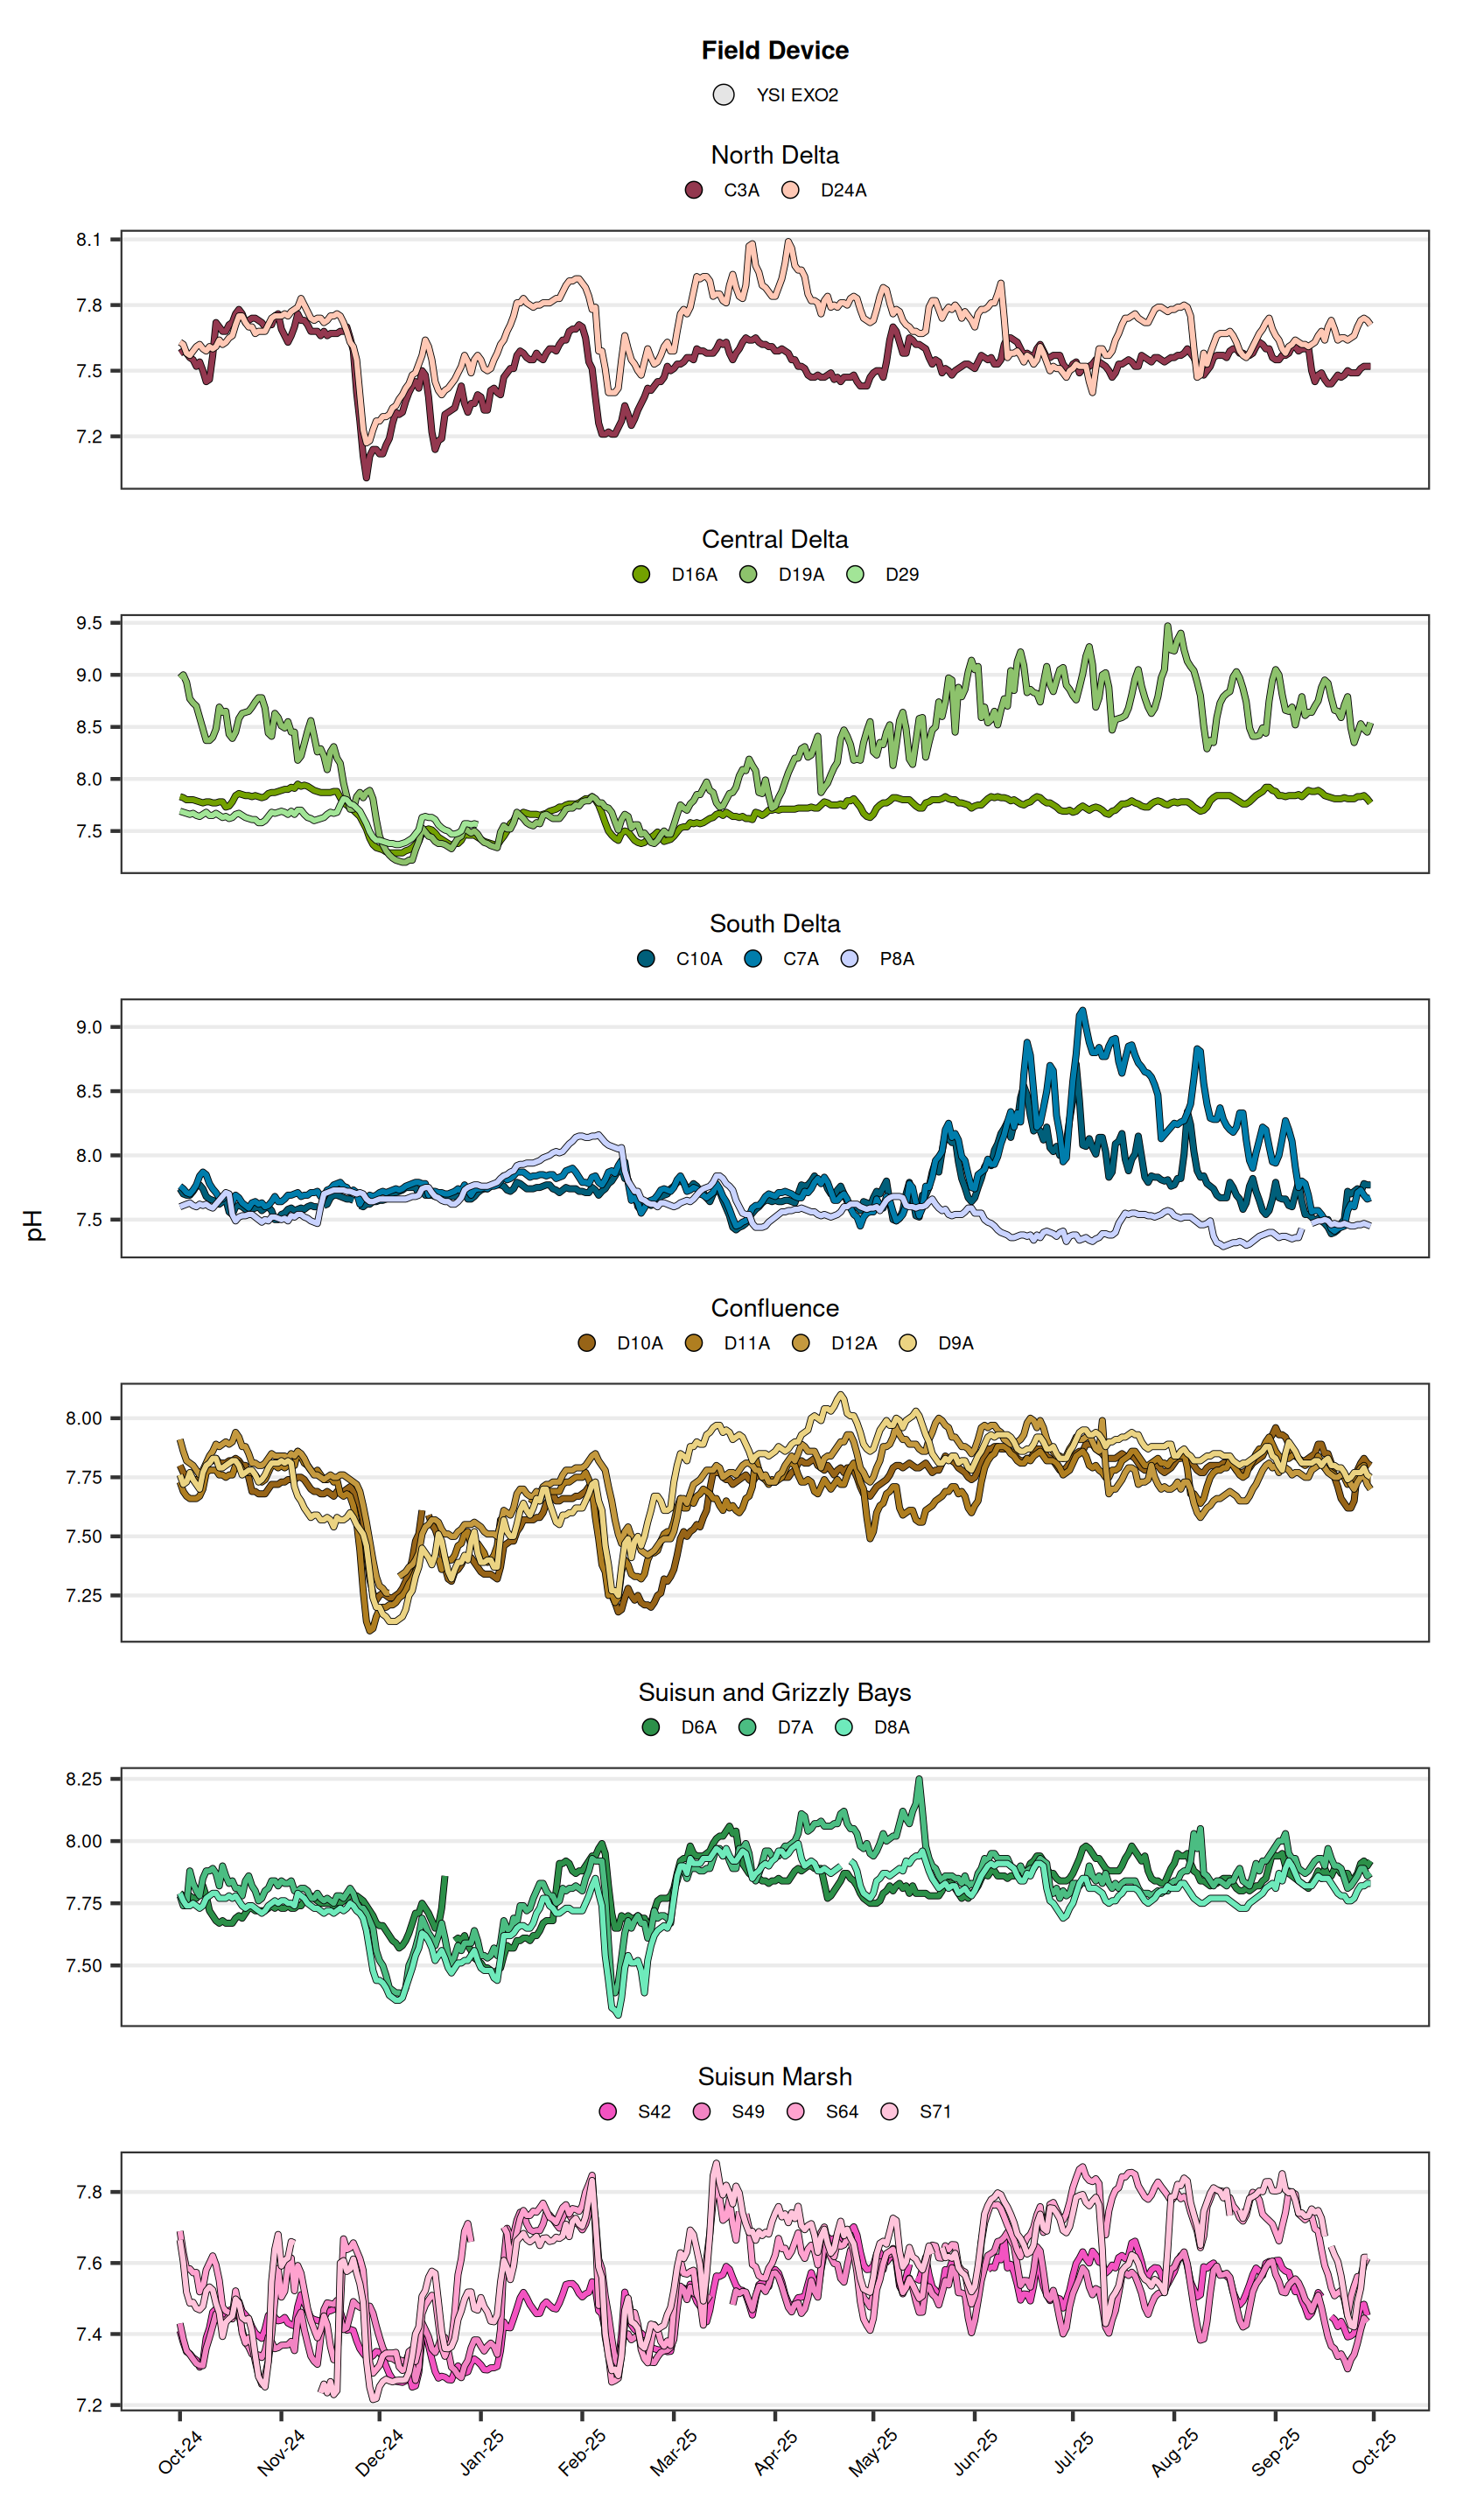 Field Device
YSI EXO2
North Delta
C3A D24A
8.1
7.8
7.5
7.2
Central Delta
D16A D19A D29
9.5
9.0
8.5
8.0
7.5
South Delta
C10A C7A P8A
9.0
8.5
8.0
7.5
pH
Confluence
D10A D11A D12A D9A
8.00
7.75
7.50
7.25
Suisun and Grizzly Bays
D6A D7A D8A
8.25
8.00
7.75
7.50
Suisun Marsh
S42 S49 S64 S71
7.8
7.6
7.4
7.2
Oct-24 Nov-24 Dec-24 Jan-25 Feb-25 Mar-25 Apr-25 May-25 Jun-25 Jul-25 Aug-25 Sep-25 Oct-25